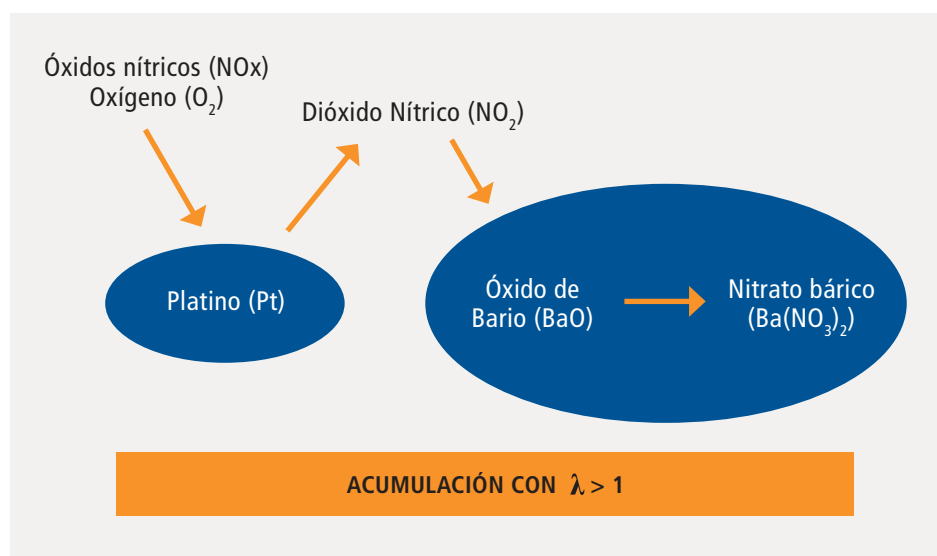 Óxidos nítricos (NOx)
Oxígeno (O₂)
Dióxido Nítrico (NO₂)
Platino (Pt)
Óxido de
Bario (BaO)
Nitrato bárico
(Ba(NO₃)₂)
ACUMULACIÓN CON λ > 1